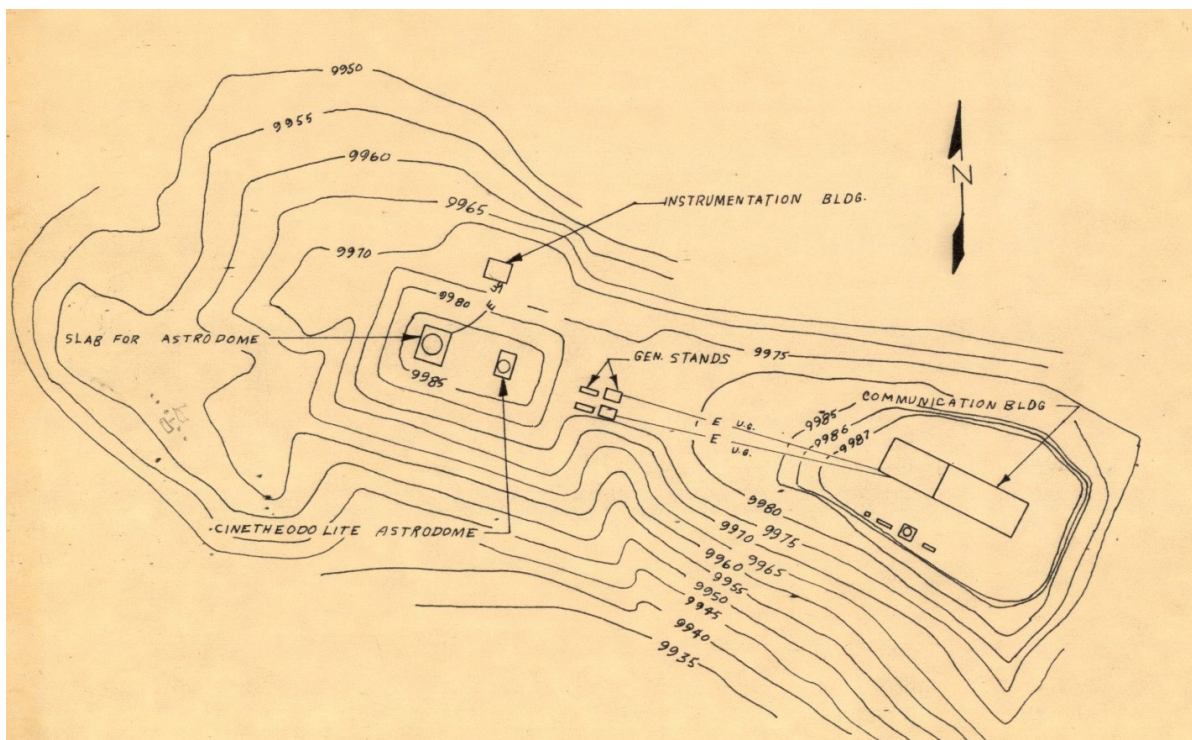 9950
9955
9960
9965
INSTRUMENTATION BLDG.
N
9970
9980
E
SLAB FOR ASTRODOME
9985
GEN. STANDS
9975
COMMUNICATION BLDG
9985
9986
9987
E U.G.
E U.G.
9980
9975
9970
9965
9960
9955
9950
9945
9940
9935
CINETHEODOLITE ASTRODOME